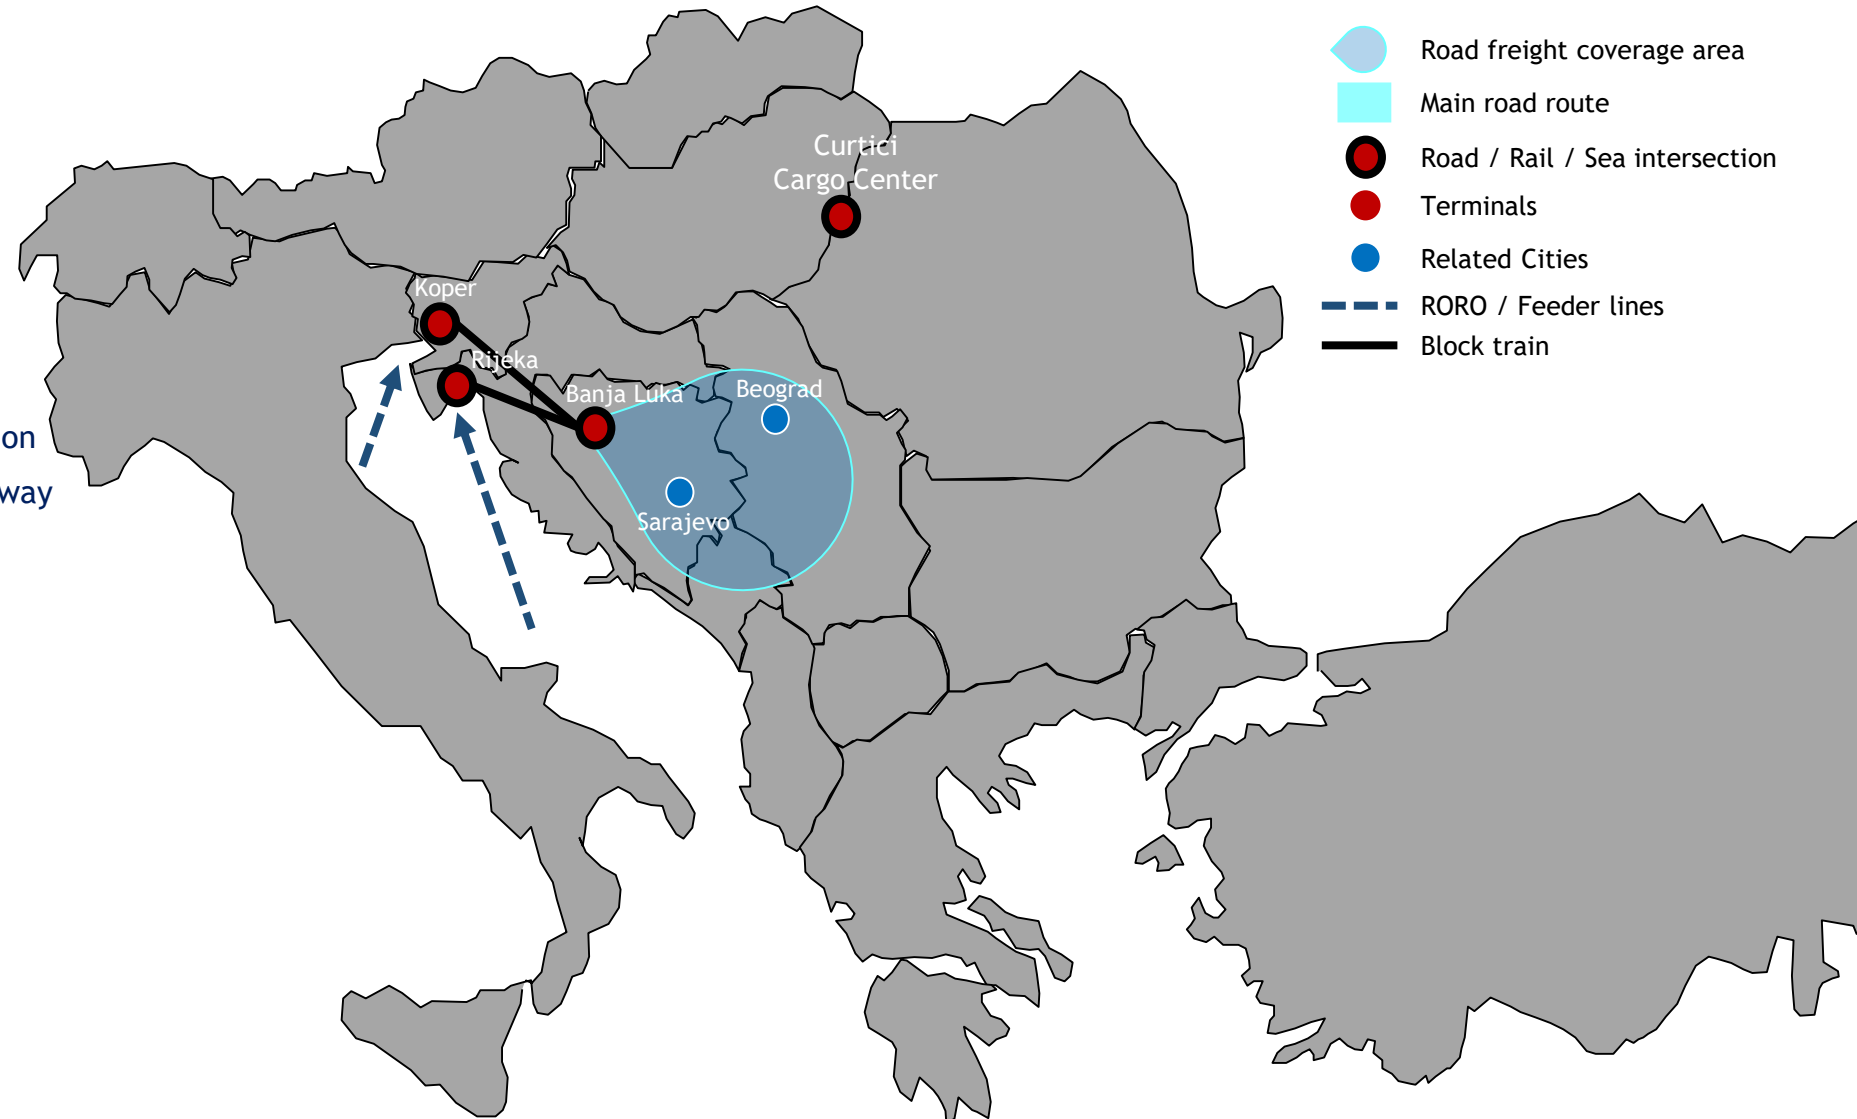 Road freight coverage area
Main road route
Road / Rail / Sea intersection
Terminals
Related Cities
RORO / Feeder lines
Block train
Curtici
Cargo Center
Koper
Rijeka
Banja Luka
Beograd
Sarajevo
on
way